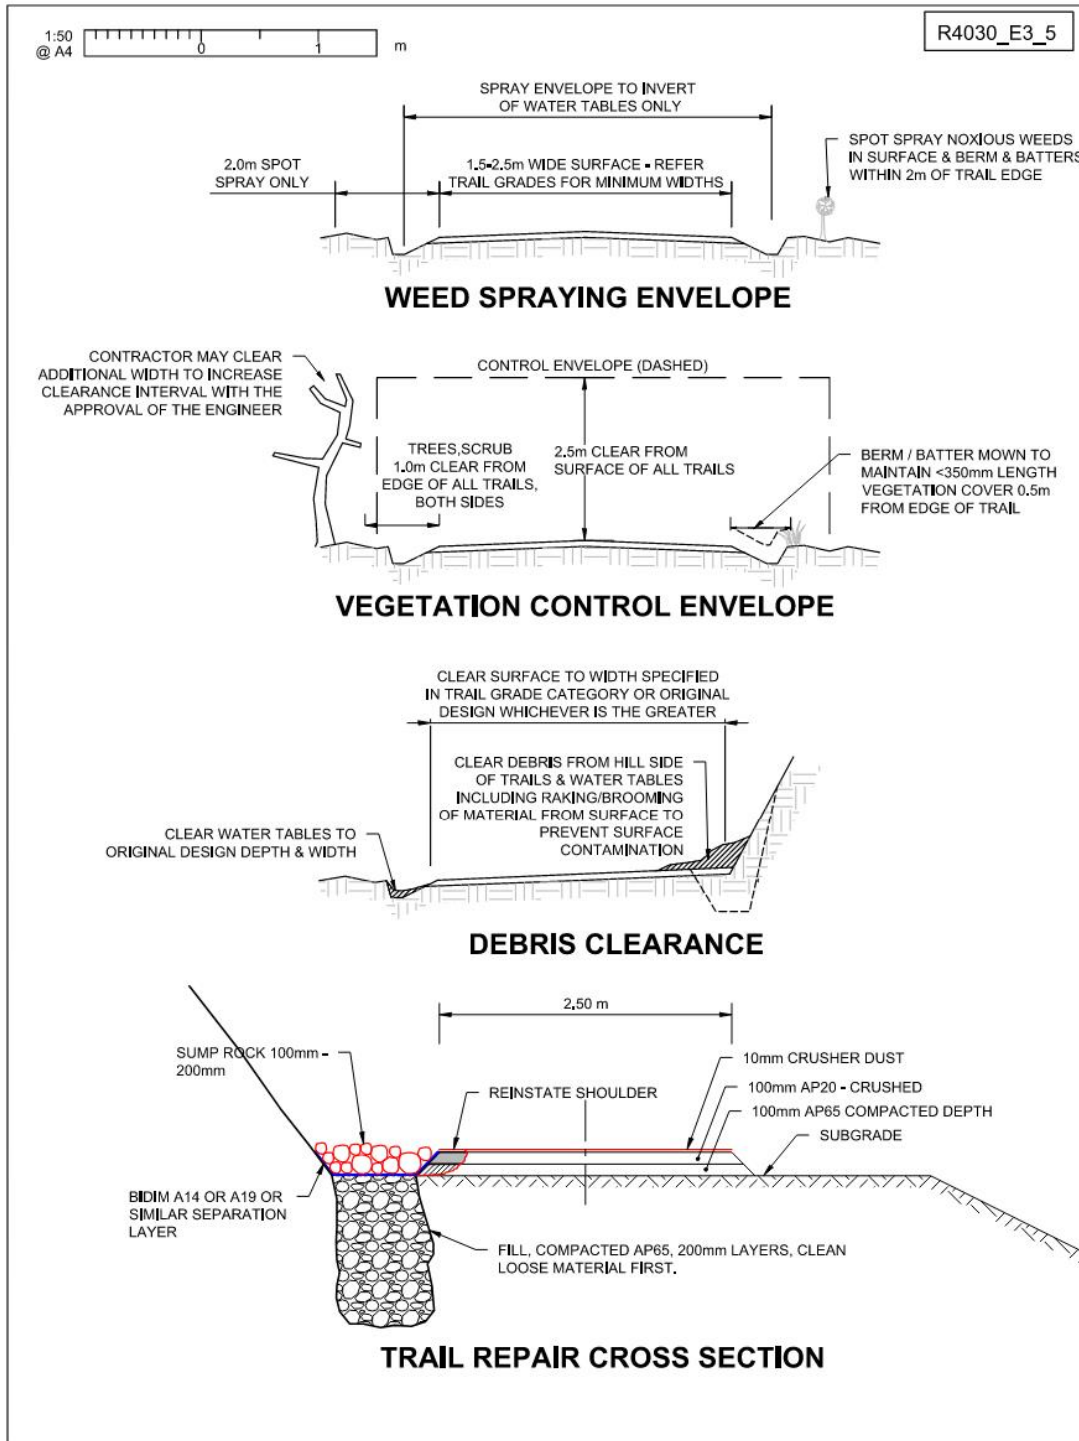 1:50
@ A4
0
1
m
R4030_E3_5
SPRAY ENVELOPE TO INVERT
OF WATER TABLES ONLY
2.0m SPOT
SPRAY ONLY
1.5-2.5m WIDE SURFACE - REFER
TRAIL GRADES FOR MINIMUM WIDTHS
SPOT SPRAY NOXIOUS WEEDS
IN SURFACE & BERM & BATTERS
WITHIN 2m OF TRAIL EDGE
WEED SPRAYING ENVELOPE
CONTRACTOR MAY CLEAR
ADDITIONAL WIDTH TO INCREASE
CLEARANCE INTERVAL WITH THE
APPROVAL OF THE ENGINEER
CONTROL ENVELOPE (DASHED)
TREES,SCRUB
1.0m CLEAR FROM
EDGE OF ALL TRAILS,
BOTH SIDES
2.5m CLEAR FROM
SURFACE OF ALL TRAILS
BERM / BATTER MOWN TO
MAINTAIN <350mm LENGTH
VEGETATION COVER 0.5m
FROM EDGE OF TRAIL
VEGETATION CONTROL ENVELOPE
CLEAR SURFACE TO WIDTH SPECIFIED
IN TRAIL GRADE CATEGORY OR ORIGINAL
DESIGN WHICHEVER IS THE GREATER
CLEAR DEBRIS FROM HILL SIDE
OF TRAILS & WATER TABLES
INCLUDING RAKING/BROOMING
OF MATERIAL FROM SURFACE TO
PREVENT SURFACE
CONTAMINATION
CLEAR WATER TABLES TO
ORIGINAL DESIGN DEPTH & WIDTH
DEBRIS CLEARANCE
2.50 m
SUMP ROCK 100mm -
200mm
REINSTATE SHOULDER
10mm CRUSHER DUST
100mm AP20 - CRUSHED
100mm AP65 COMPACTED DEPTH
SUBGRADE
BIDIM A14 OR A19 OR
SIMILAR SEPARATION
LAYER
FILL, COMPACTED AP65, 200mm LAYERS, CLEAN
LOOSE MATERIAL FIRST.
TRAIL REPAIR CROSS SECTION